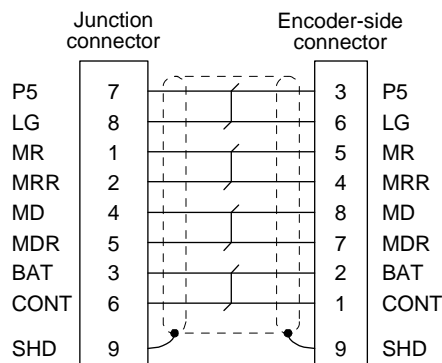 Junction connector
Encoder-side connector
P5 7 3 P5
LG 8 6 LG
MR 1 5 MR
MRR 2 4 MRR
MD 4 8 MD
MDR 5 7 MDR
BAT 3 2 BAT
CONT 6 1 CONT
SHD 9 9 SHD